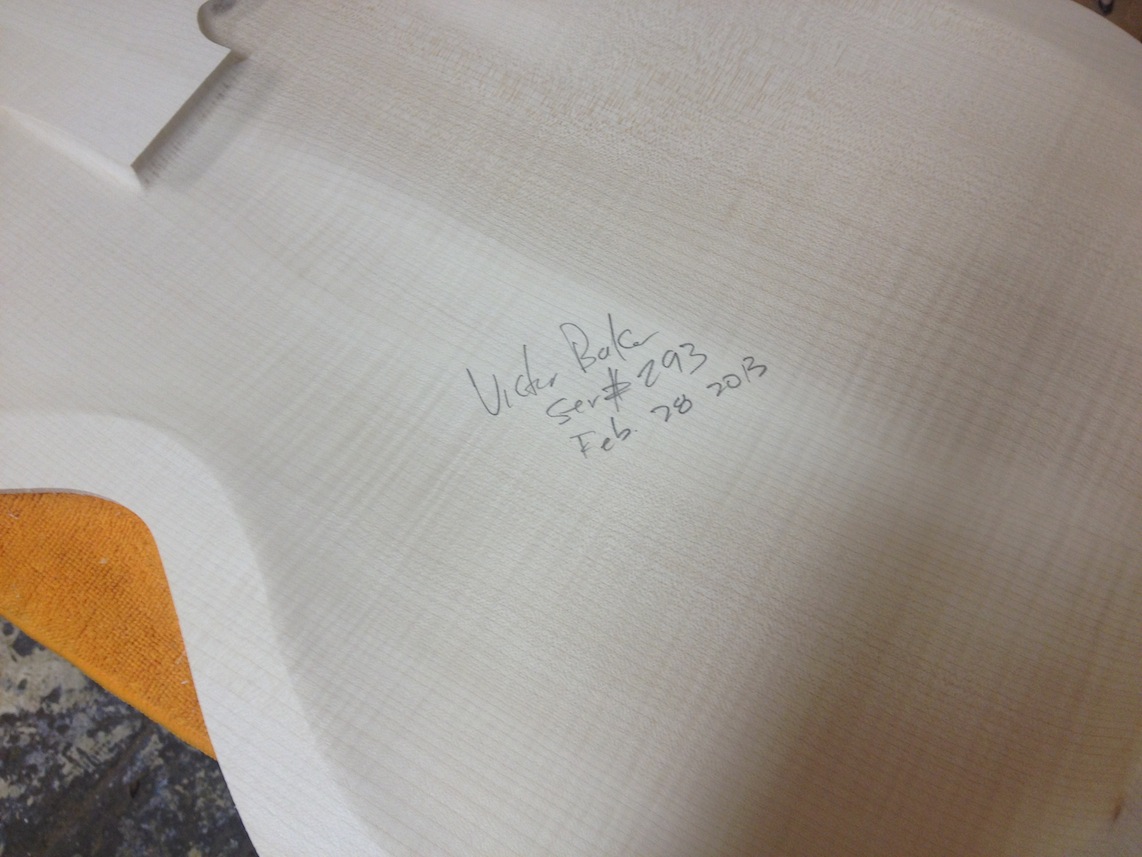 Victor Baker
Ser# 293
Feb. 28 2013